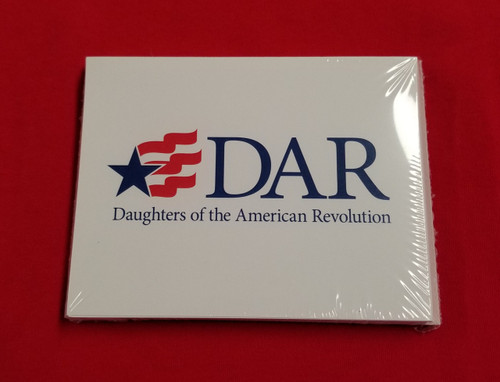 DAR
Daughters of the American Revolution